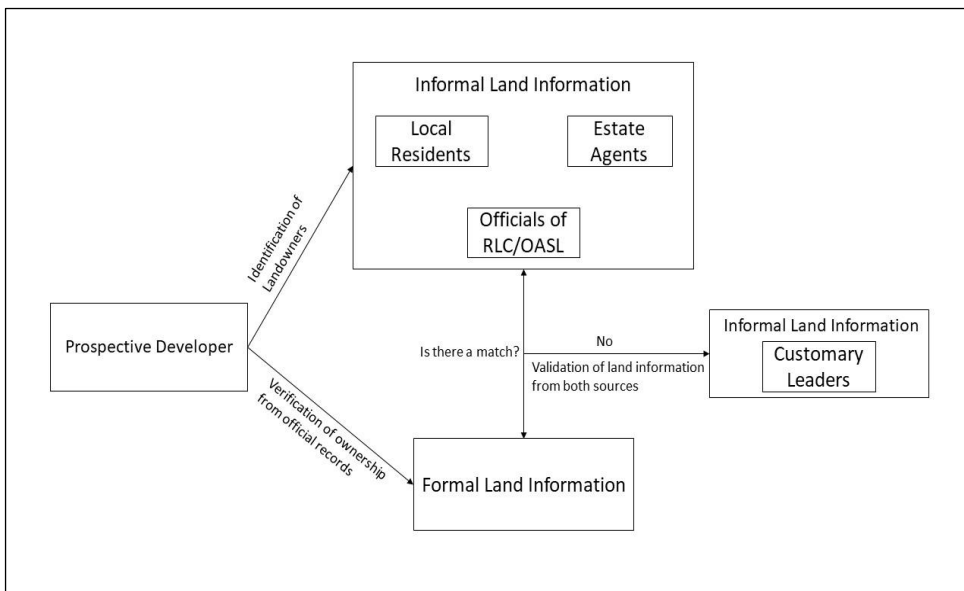 Informal Land Information
Local
Residents
Estate
Agents
Officials of
RLC/OASL
Identification of
Landowners
Prospective Developer
Verification of ownership
from official records
Is there a match?
No
Validation of land information
from both sources
Informal Land Information
Customary
Leaders
Formal Land Information